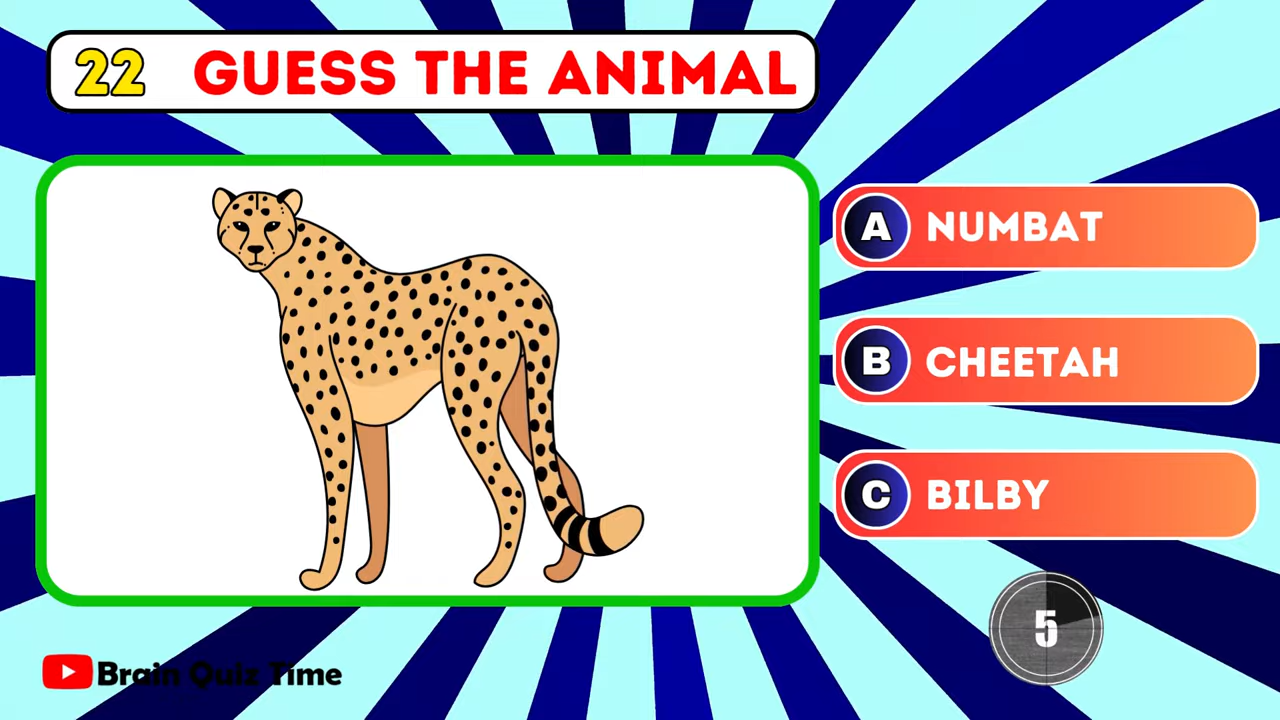 22 GUESS THE ANIMAL
A NUMBAT
B CHEETAH
C BILBY
5
Brain Quiz Time